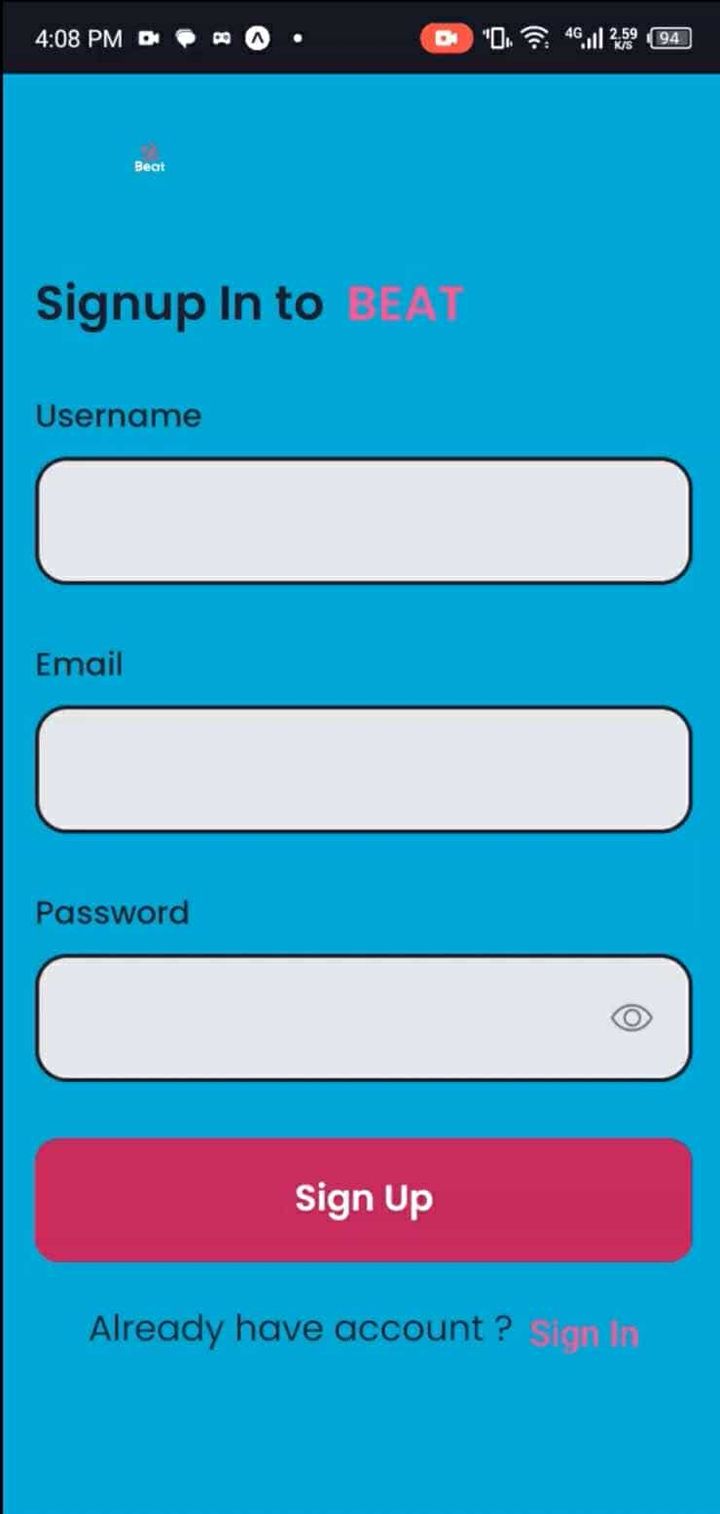 4:08 PM 4G 2.59 K/S 94
Beat
Signup In to BEAT
Username
Email
Password
Sign Up
Already have account ? Sign In